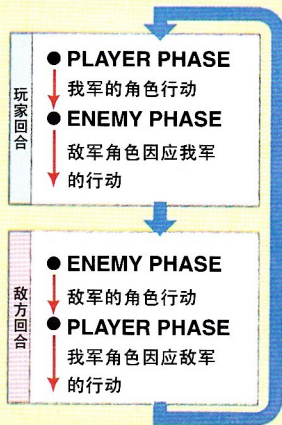 玩家回合
PLAYER PHASE
我军的角色行动
ENEMY PHASE
敌军角色因应我军
的行动
敌方回合
ENEMY PHASE
敌军的角色行动
PLAYER PHASE
我军角色因应敌军
的行动